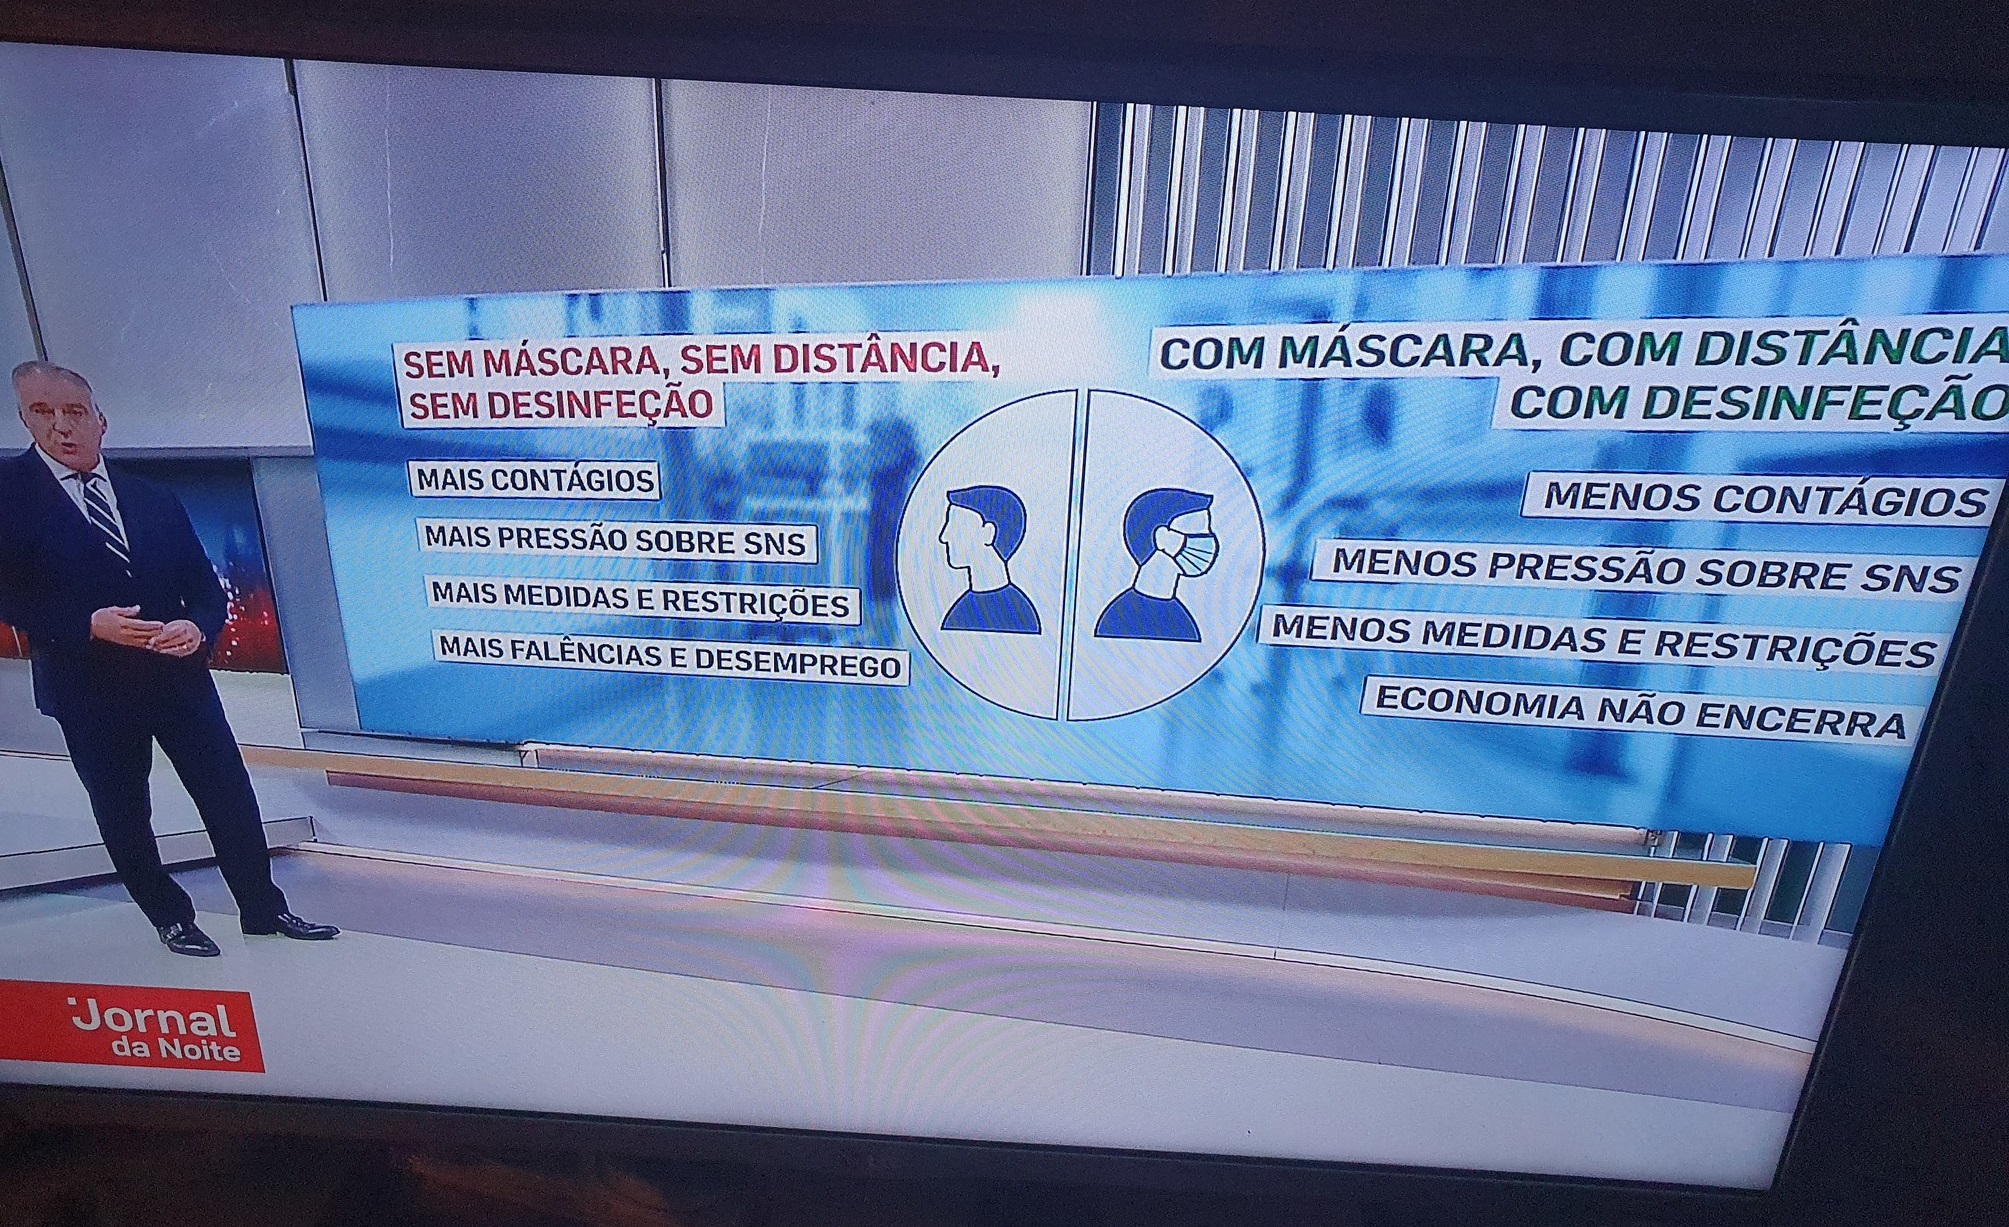 SEM MÁSCARA, SEM DISTÂNCIA,
SEM DESINFEÇÃO
MAIS CONTÁGIOS
MAIS PRESSÃO SOBRE SNS
MAIS MEDIDAS E RESTRIÇÕES
MAIS FALÊNCIAS E DESEMPREGO
COM MÁSCARA, COM DISTÂNCIA
COM DESINFEÇÃO
MENOS CONTÁGIOS
MENOS PRESSÃO SOBRE SNS
MENOS MEDIDAS E RESTRIÇÕES
ECONOMIA NÃO ENCERRA
Jornal
da Noite